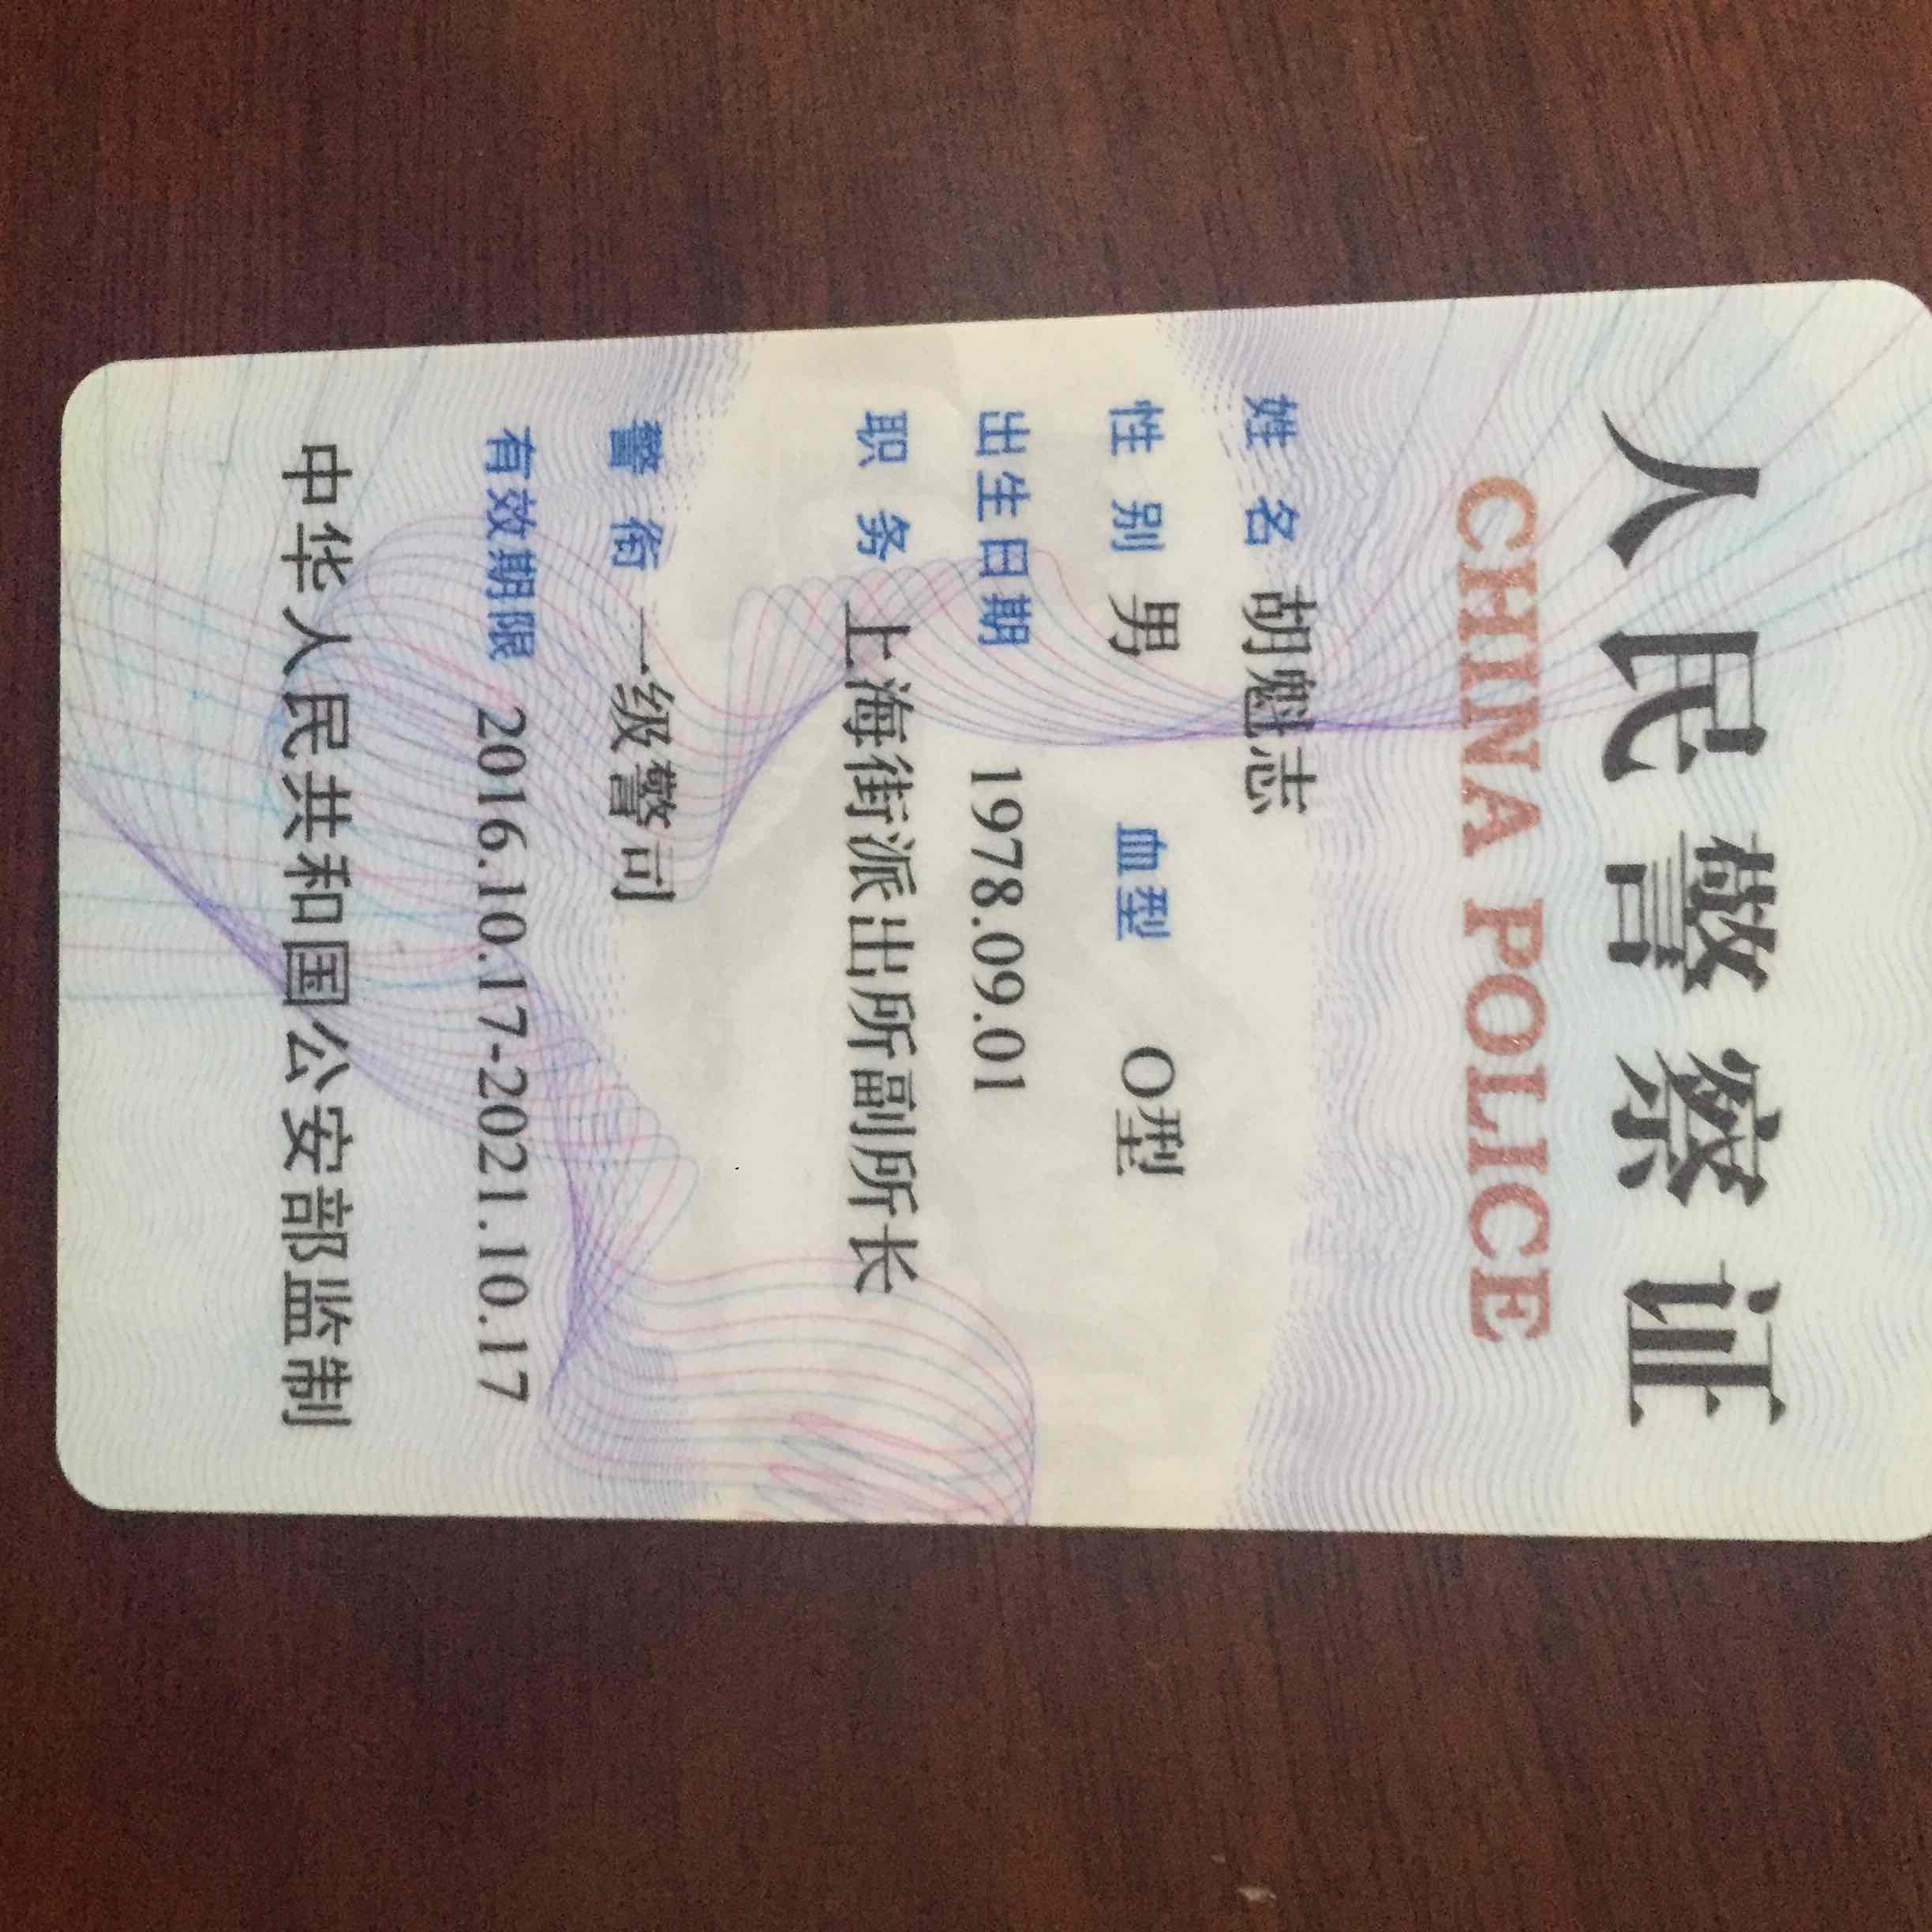 人民警察证
CHINA POLICE
姓 名 胡魁志
性 别 男 血型 O型
出生日期 1978.09.01
职 务 上海街派出所副所长
警 衔 一级警司
有效期限 2016.10.17-2021.10.17
中华人民共和国公安部监制